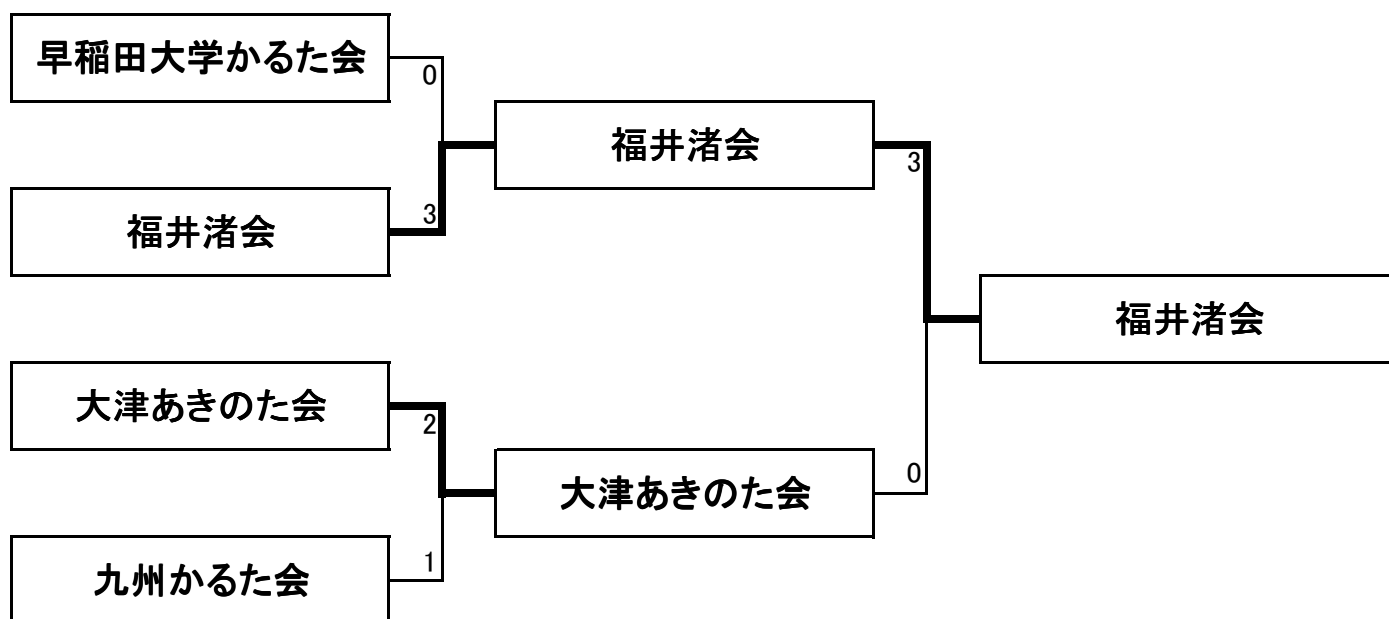 早稲田大学かるた会
0
福井渚会
3
福井渚会
3
福井渚会
大津あきのた会
2
大津あきのた会
0
九州かるた会
1